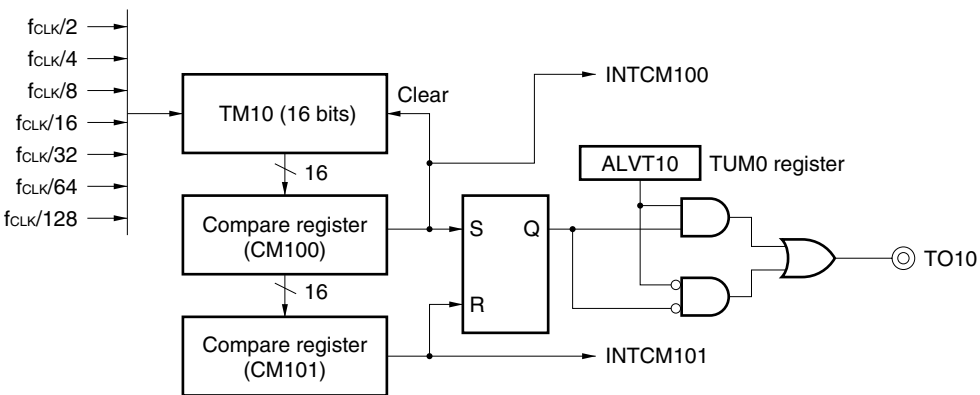 fCLK/2
fCLK/4
fCLK/8
fCLK/16
fCLK/32
fCLK/64
fCLK/128
TM10 (16 bits)
Clear
INTCM100
16
ALVT10
TUM0 register
Compare register
(CM100)
S
Q
R
TO10
16
Compare register
(CM101)
INTCM101